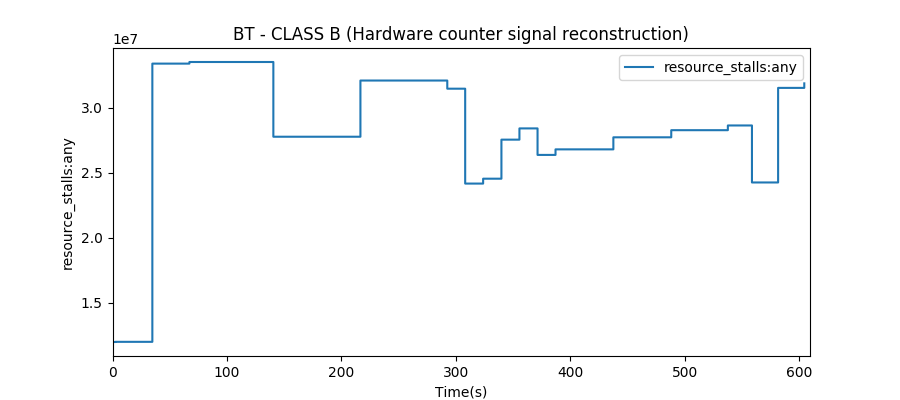 BT - CLASS B (Hardware counter signal reconstruction)
1e7
resource_stalls:any
3.0
2.5
2.0
1.5
resource_stalls:any
0 100 200 300 400 500 600
Time(s)